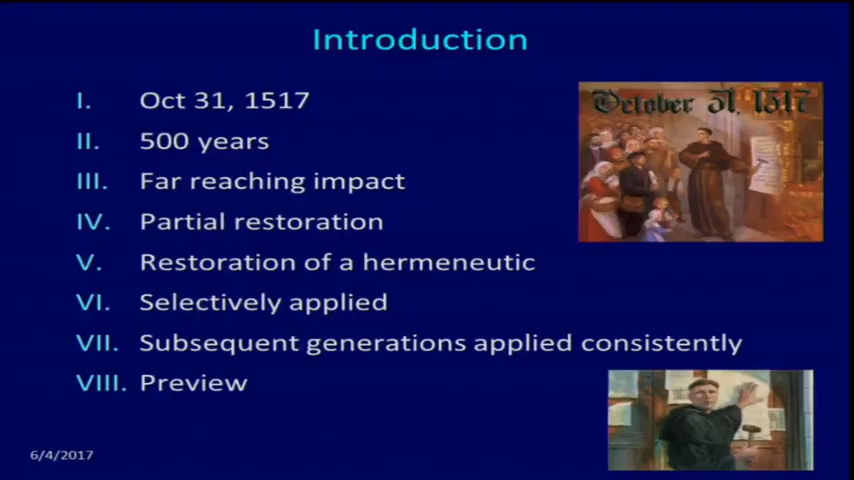 Introduction
I. Oct 31, 1517
October 31, 1517
II. 500 years
III. Far reaching impact
IV. Partial restoration
V. Restoration of a hermeneutic
VI. Selectively applied
VII. Subsequent generations applied consistently
VIII. Preview
6/4/2017